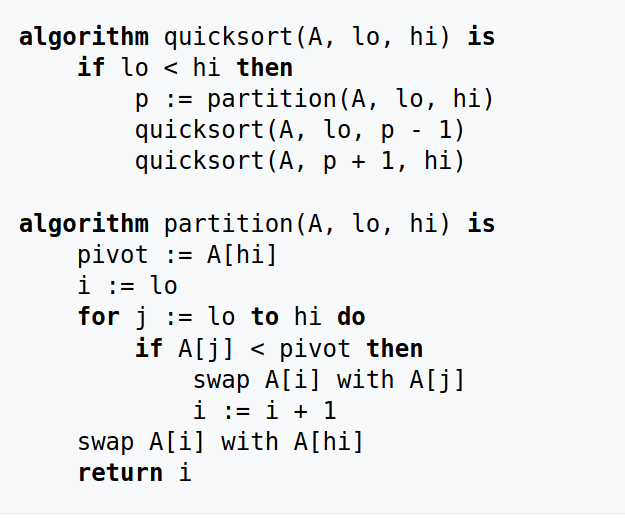 algorithm quicksort(A, lo, hi) is
    if lo < hi then
        p := partition(A, lo, hi)
        quicksort(A, lo, p - 1)
        quicksort(A, p + 1, hi)

algorithm partition(A, lo, hi) is
    pivot := A[hi]
    i := lo
    for j := lo to hi do
        if A[j] < pivot then
            swap A[i] with A[j]
            i := i + 1
    swap A[i] with A[hi]
    return i